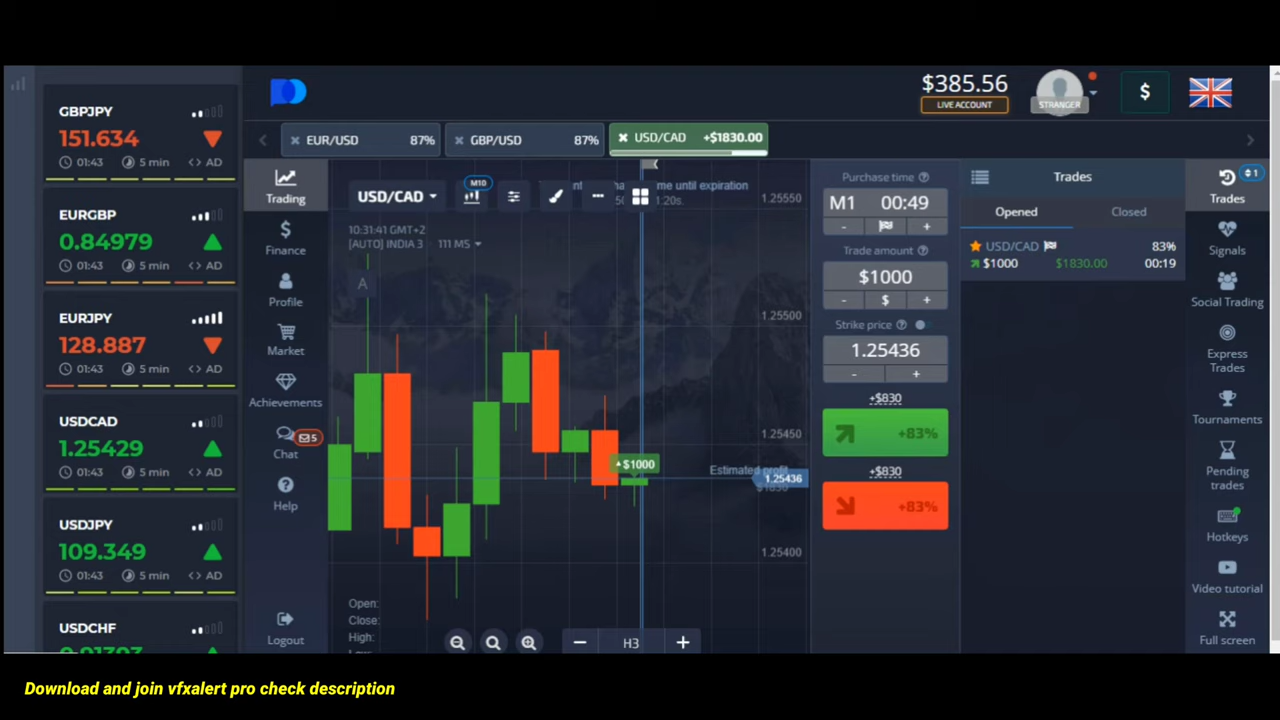 GBPJPY
151.634
01:43 5 min AD
EURGBP
0.84979
01:43 5 min AD
EURJPY
128.887
01:43 5 min AD
USDCAD
1.25429
01:43 5 min AD
USDJPY
109.349
01:43 5 min AD
USDCHF
$385.56
LIVE ACCOUNT
STRANGER
$
EUR/USD 87%
GBP/USD 87%
USD/CAD +$1830.00
Trading
Finance
Profile
Market
Achievements
5
Chat
Help
Logout
USD/CAD
M10
me until expiration
1.20s.
10:31:41 GMT+2
[AUTO] INDIA 3 111 MS
A
1.25550
1.25500
1.25450
$1000
Estimated profit
1.25436
1.25400
Open:
Close:
High:
H3
Purchase time
M1 00:49
- +
Trade amount
$1000
- $ +
Strike price
1.25436
- +
+$830
+83%
+$830
+83%
Trades
Opened Closed
USD/CAD 83%
$1000 $1830.00 00:19
1
Trades
Signals
Social Trading
Express
Trades
Tournaments
Pending
trades
Hotkeys
Video tutorial
Full screen
Download and join vfxalert pro check description